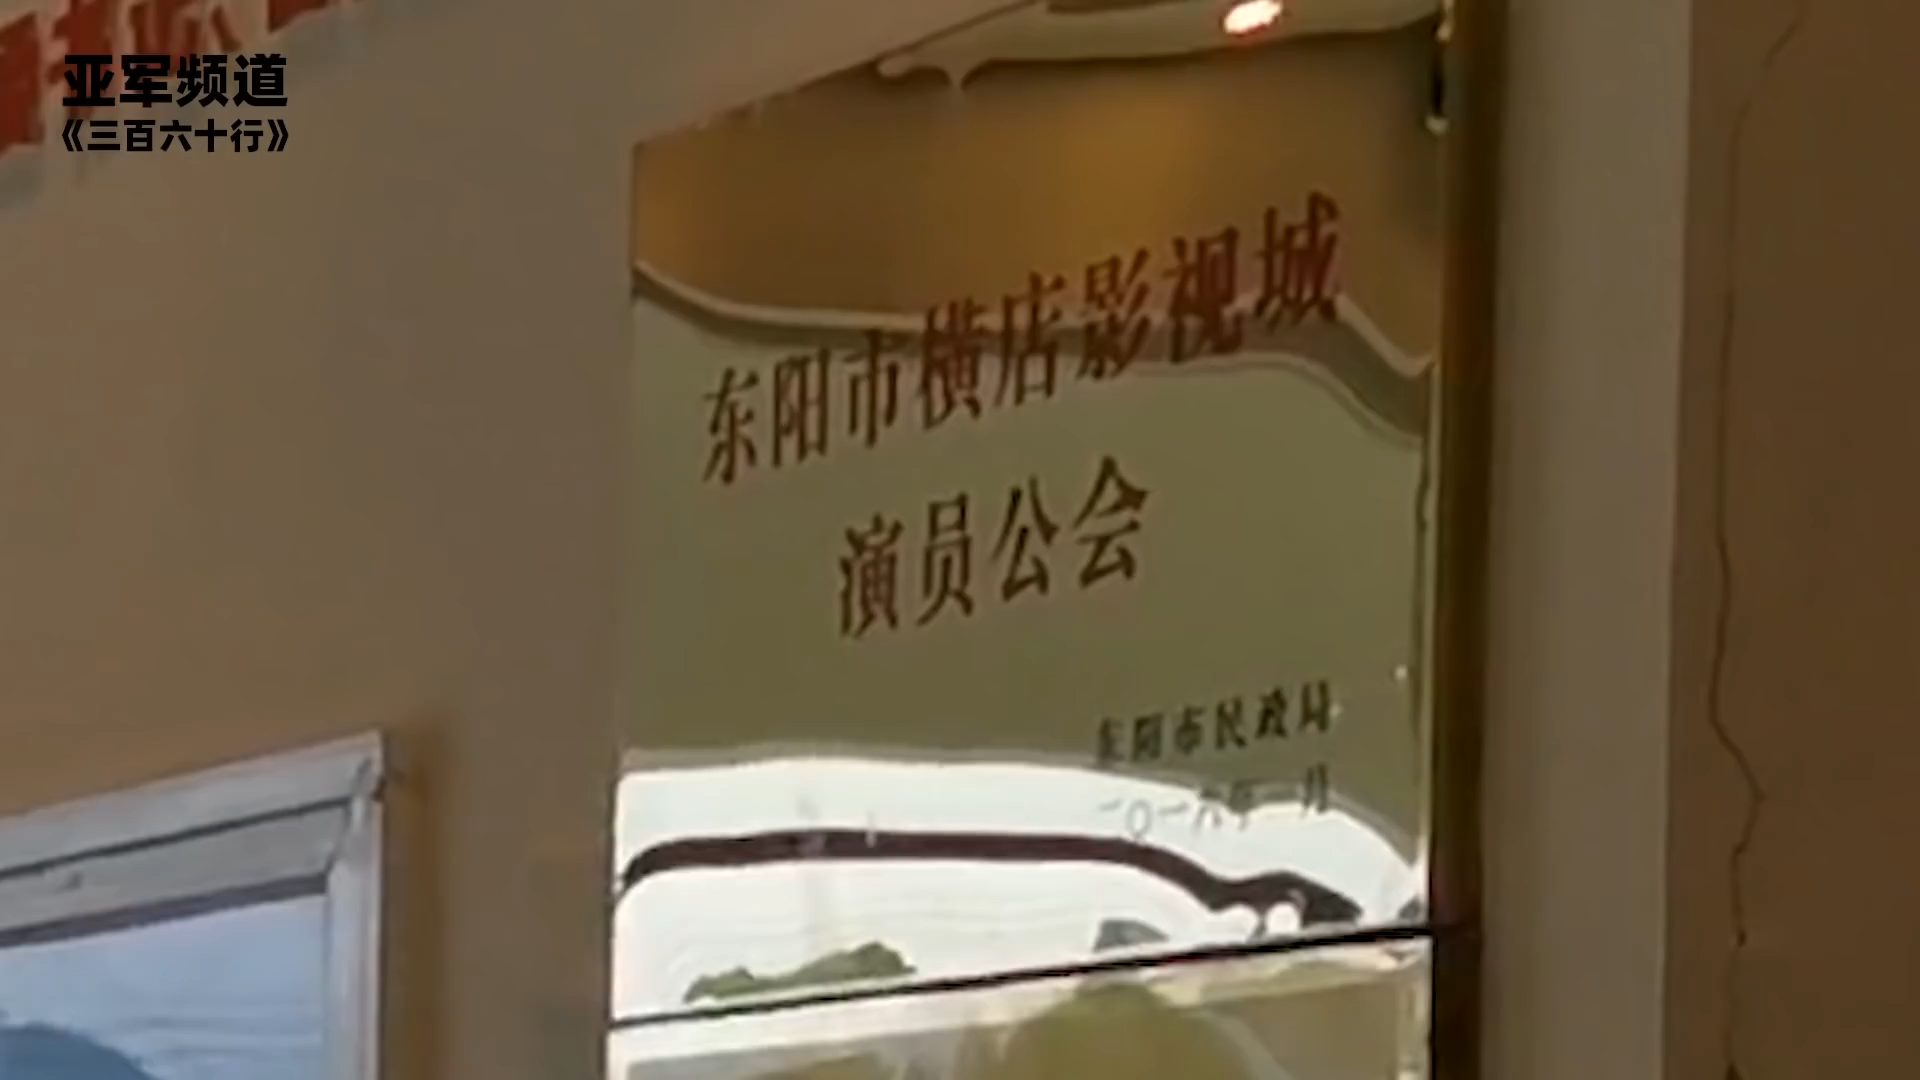 亚军频道
《三百六十行》
东阳市横店影视城
演员公会
东阳市民政局